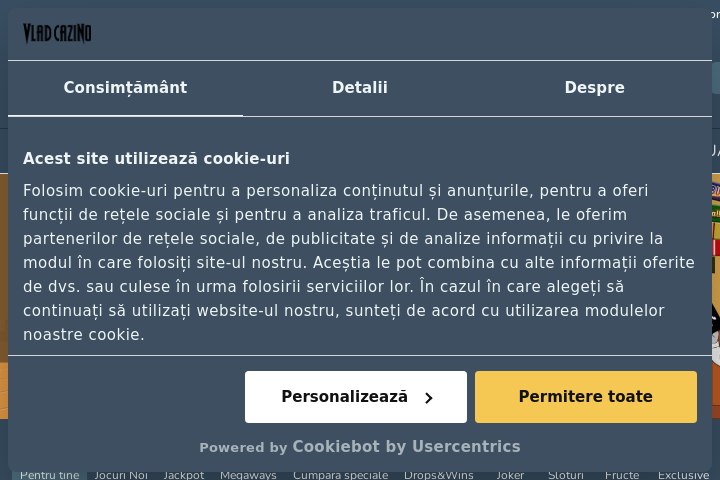 VLAD CAZINO
Consimțământ
Detalii
Despre
Acest site utilizează cookie-uri
Folosim cookie-uri pentru a personaliza conținutul și anunțurile, pentru a oferi
funcții de rețele sociale și pentru a analiza traficul. De asemenea, le oferim
partenerilor de rețele sociale, de publicitate și de analize informații cu privire la
modul în care folosiți site-ul nostru. Aceștia le pot combina cu alte informații oferite
de dvs. sau culese în urma folosirii serviciilor lor. În cazul în care alegeți să
continuați să utilizați website-ul nostru, sunteți de acord cu utilizarea modulelor
noastre cookie.
Personalizează
Permitere toate
Powered by Cookiebot by Usercentrics
Pentru tine Jocuri Noi Jackpot Megaways Cumpara speciale Drops&Wins Joker Sloturi Fructe Exclusive